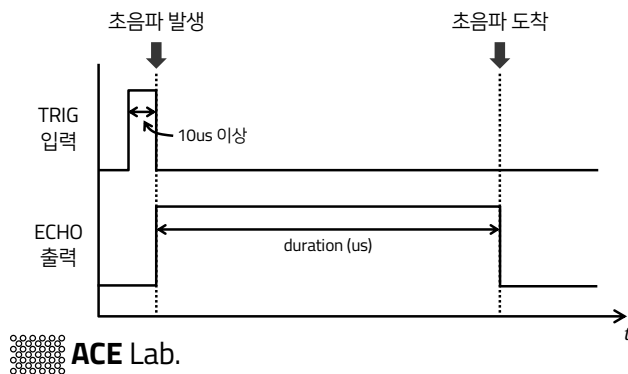 초음파 발생
초음파 도착
TRIG
입력
10us 이상
ECHO
출력
duration (us)
t
ACE Lab.